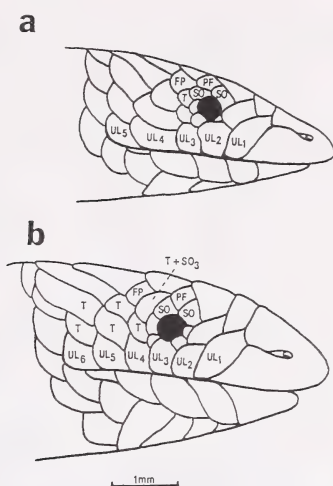 a
FP PF
T SO SO
UL5 UL4 UL3 UL2 UL1
b
T + SO3
FP PF
T T SO SO
T T T
UL6 UL5 UL4 UL3 UL2 UL1
1mm